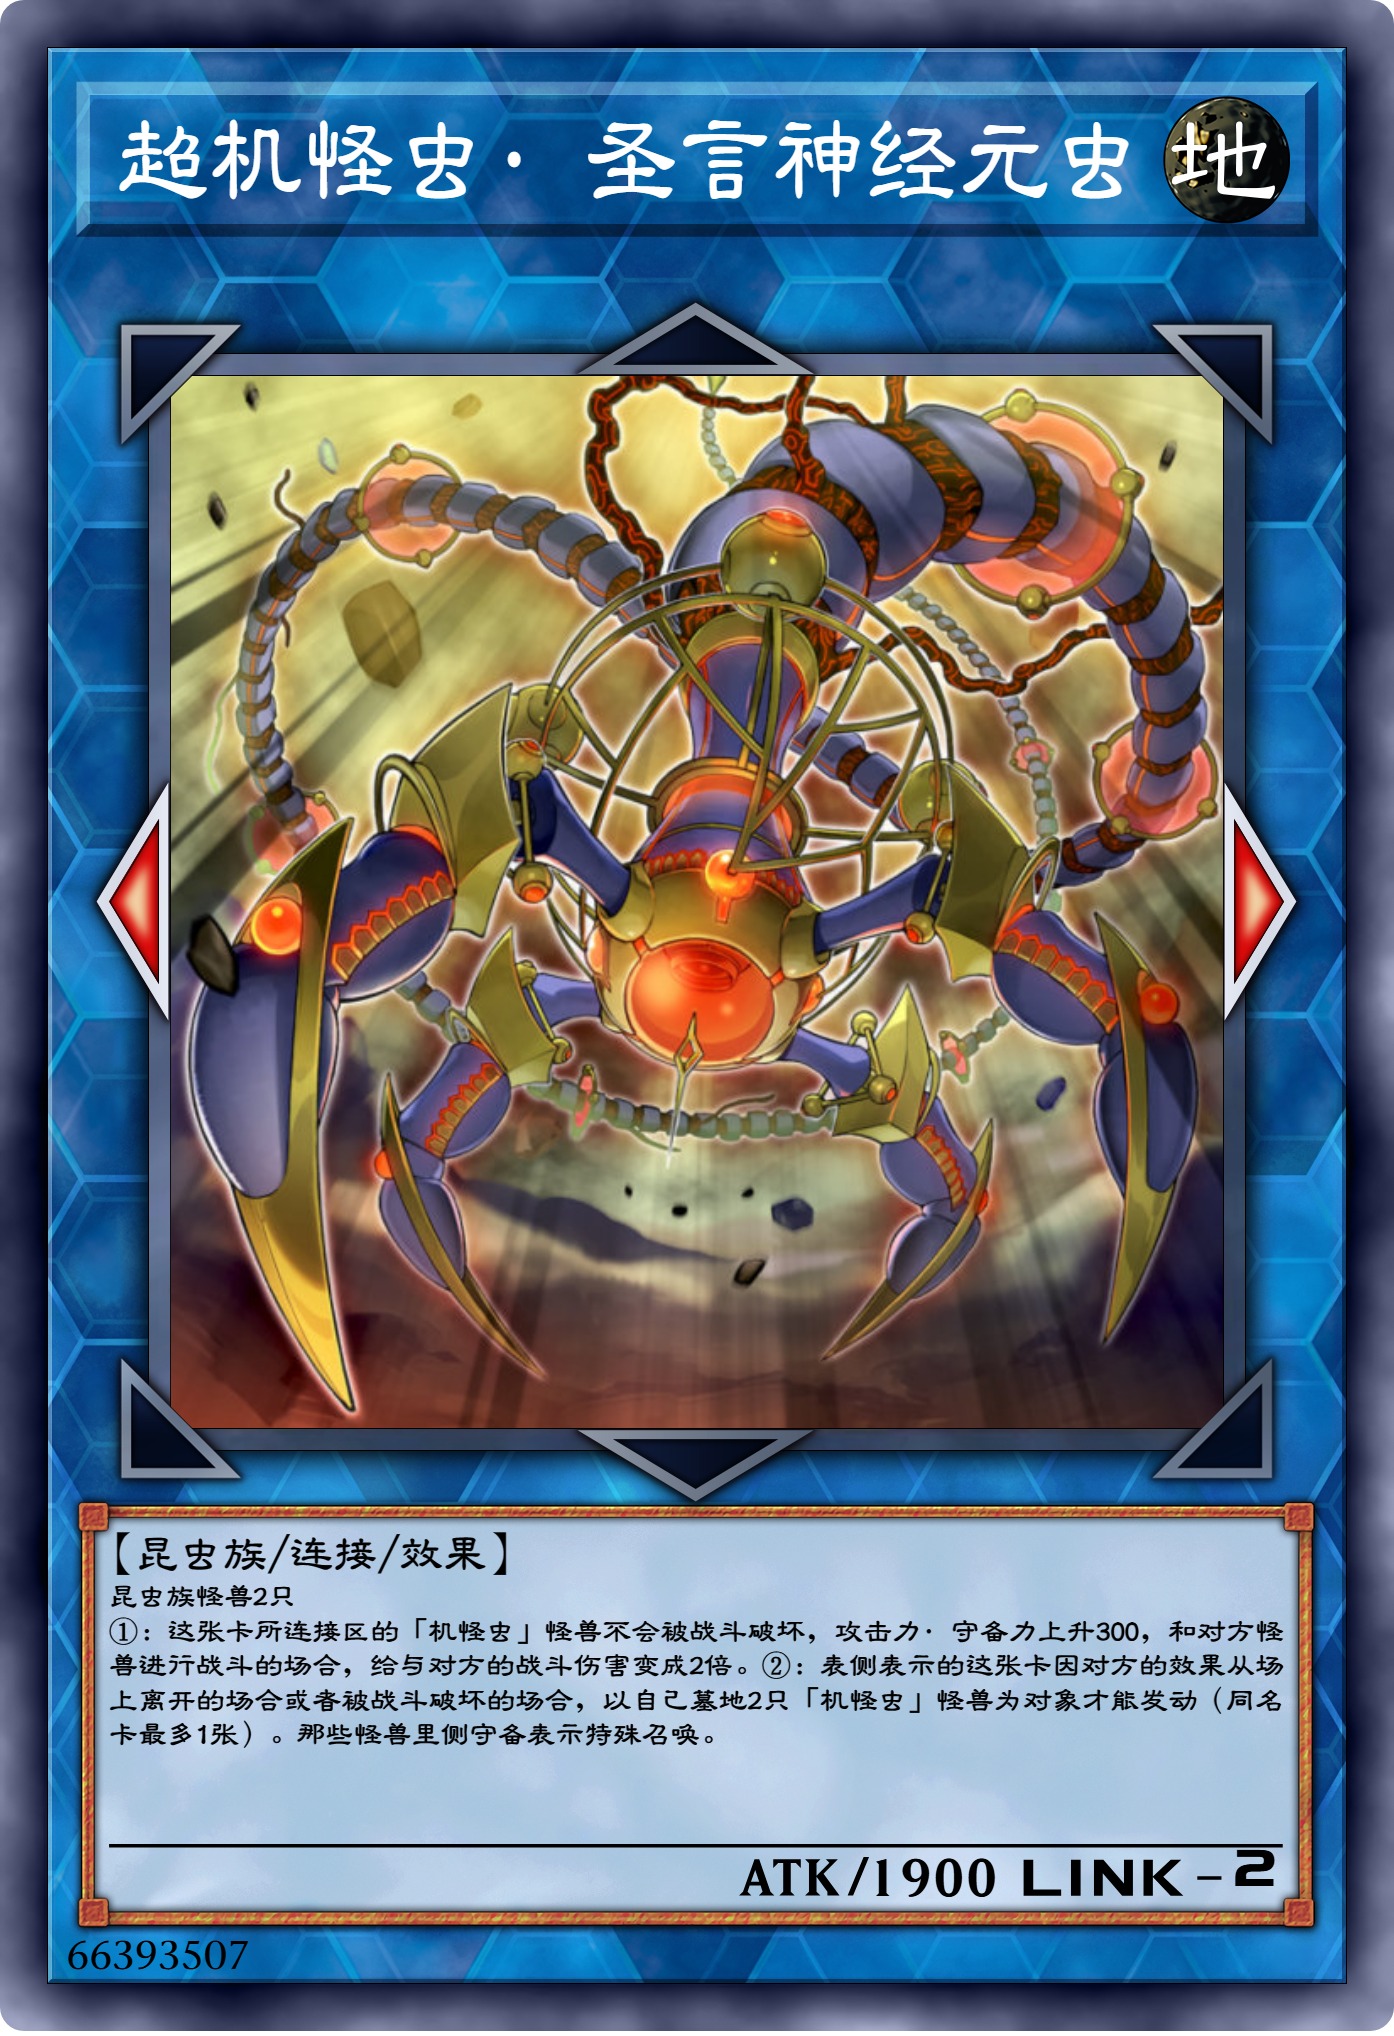 超机怪虫·圣言神经元虫 地
【昆虫族/连接/效果】
昆虫族怪兽2只
①：这张卡所连接区的「机怪虫」怪兽不会被战斗破坏，攻击力·守备力上升300，和对方怪
兽进行战斗的场合，给与对方的战斗伤害变成2倍。②：表侧表示的这张卡因对方的效果从场
上离开的场合或者被战斗破坏的场合，以自己墓地2只「机怪虫」怪兽为对象才能发动（同名
卡最多1张）。那些怪兽里侧守备表示特殊召唤。
ATK/1900 LINK-2
66393507